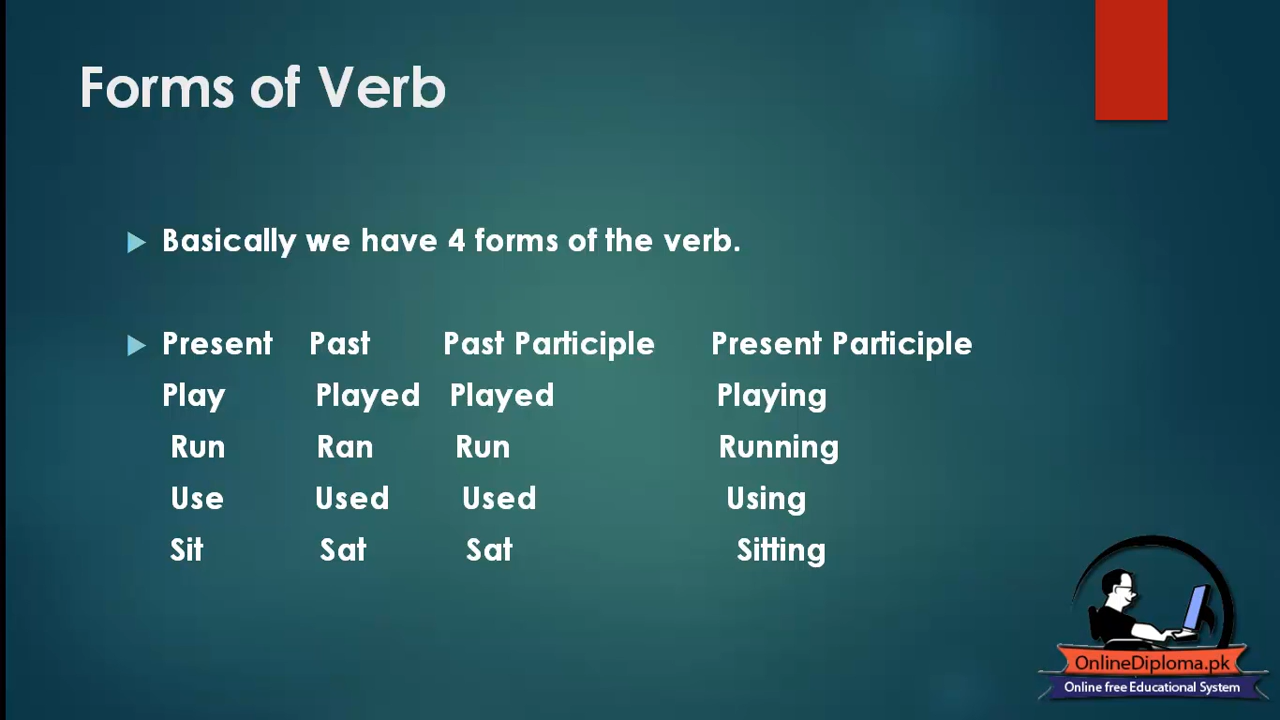 Forms of Verb
Basically we have 4 forms of the verb.
Present Past Past Participle Present Participle
Play Played Played Playing
Run Ran Run Running
Use Used Used Using
Sit Sat Sat Sitting
OnlineDiploma.pk
Online free Educational System